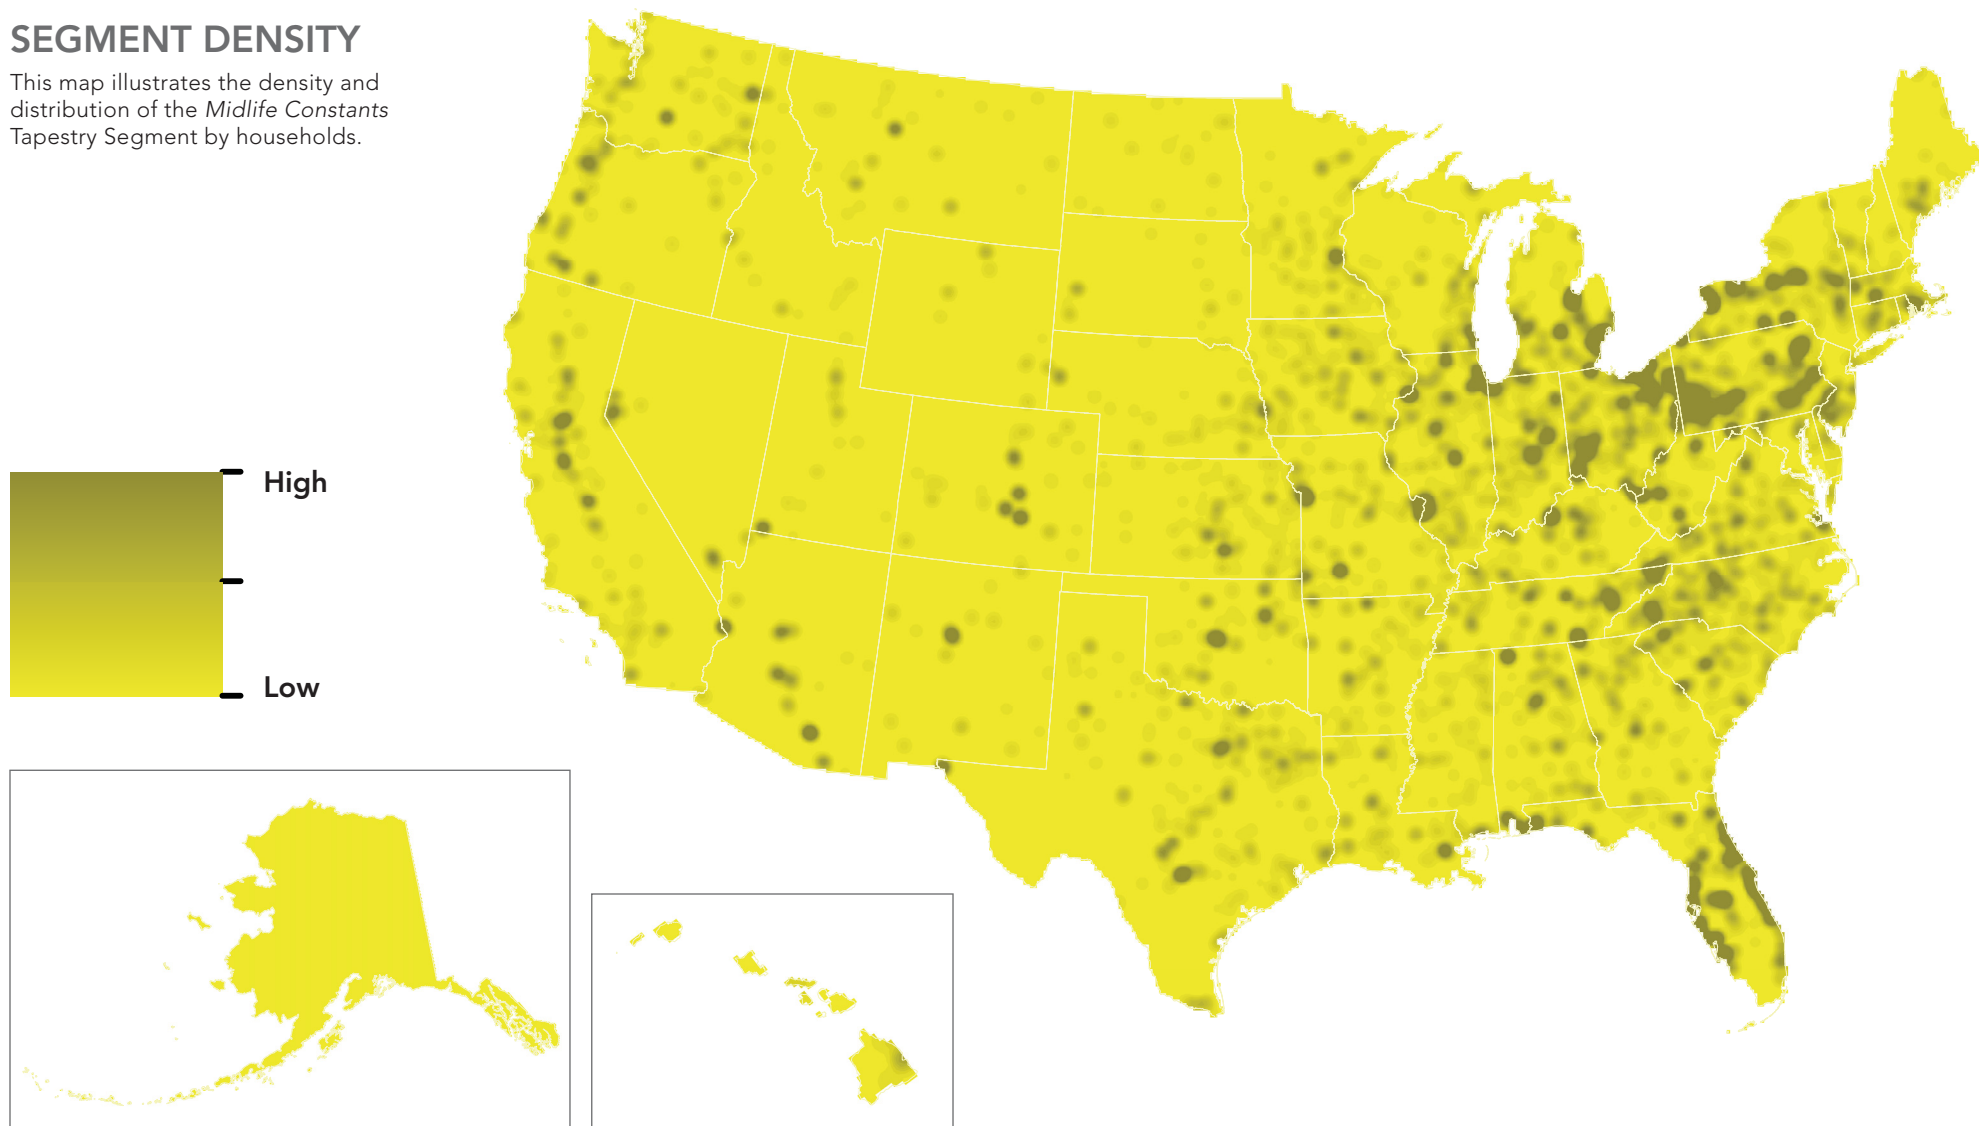 SEGMENT DENSITY
This map illustrates the density and
distribution of the Midlife Constants
Tapestry Segment by households.
High
Low